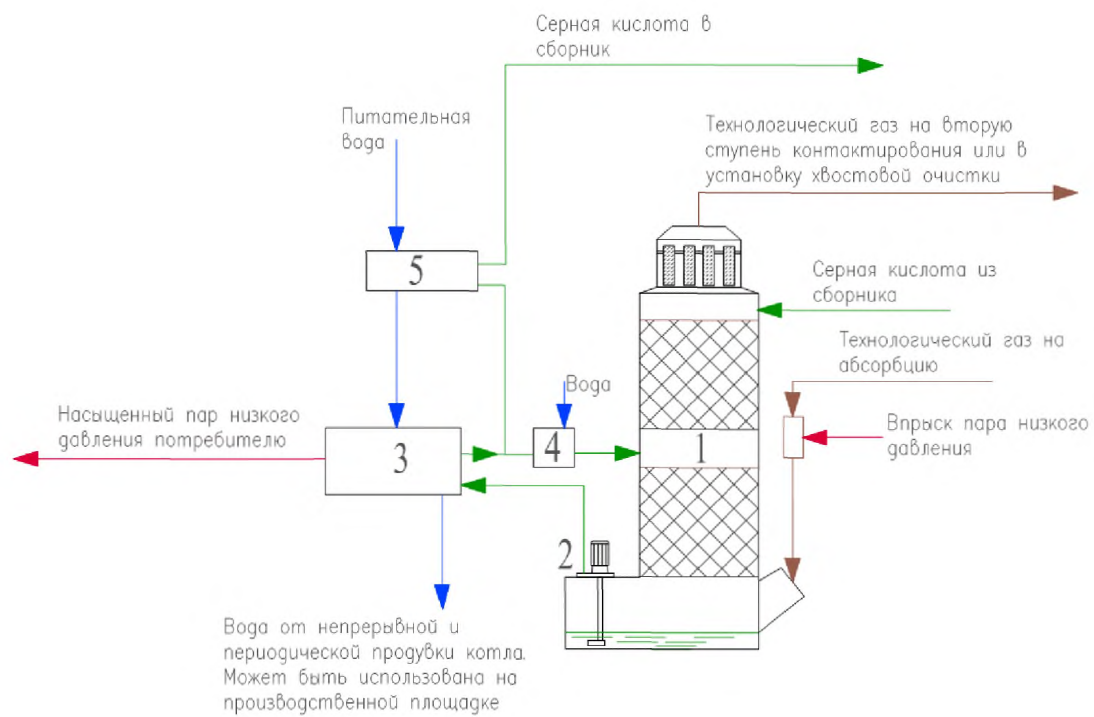 Серная кислота в
сборник
Питательная
вода
Технологический газ на вторую
ступень контактирования или в
установку хвостовой очистки
5
Серная кислота из
сборника
Технологический газ на
абсорбцию
Вода
Насыщенный пар низкого
давления потребителю
Впрыск пара низкого
давления
3
4
1
2
Вода от непрерывной и
периодической продувки котла.
Может быть использована на
производственной площадке